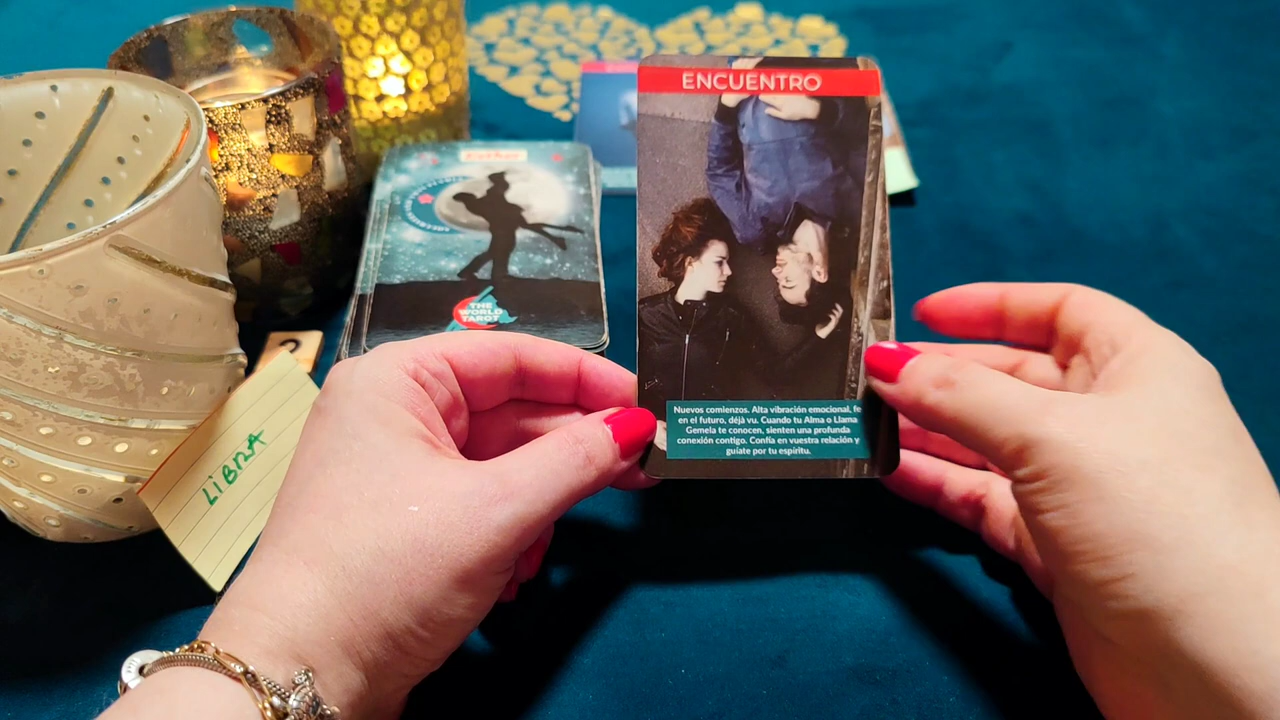 ENCUENTRO
Nuevos comienzos. Alta vibración emocional, fe
en el futuro, déjà vu. Cuando tu Alma o Llama
Gemela te conocen, sienten una profunda
conexión contigo. Confía en vuestra relación y
guíate por tu espíritu.
THE
WORLD
TAROT
LIBRA